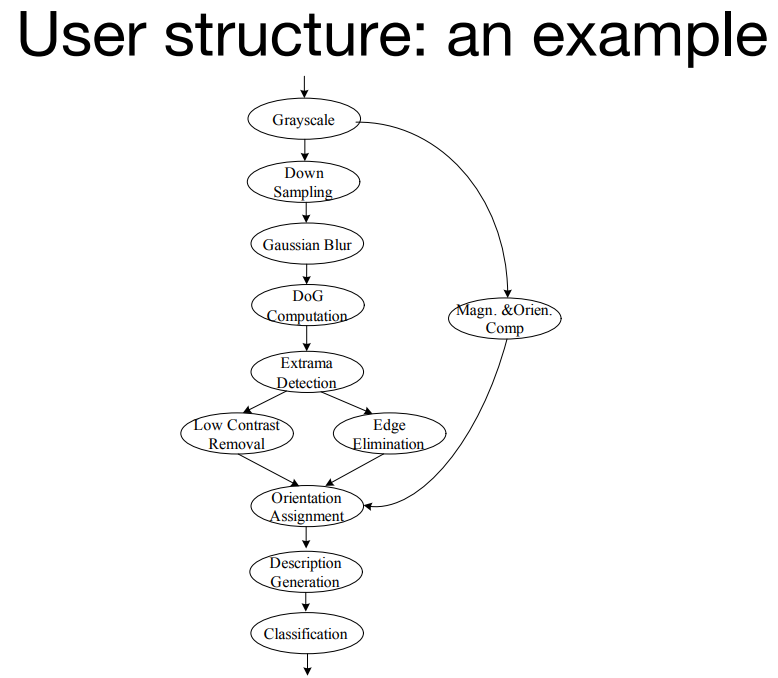 User structure: an example
Grayscale
Down
Sampling
Gaussian Blur
DoG
Computation
Magn. &Orien.
Comp
Extrama
Detection
Low Contrast
Removal
Edge
Elimination
Orientation
Assignment
Description
Generation
Classification